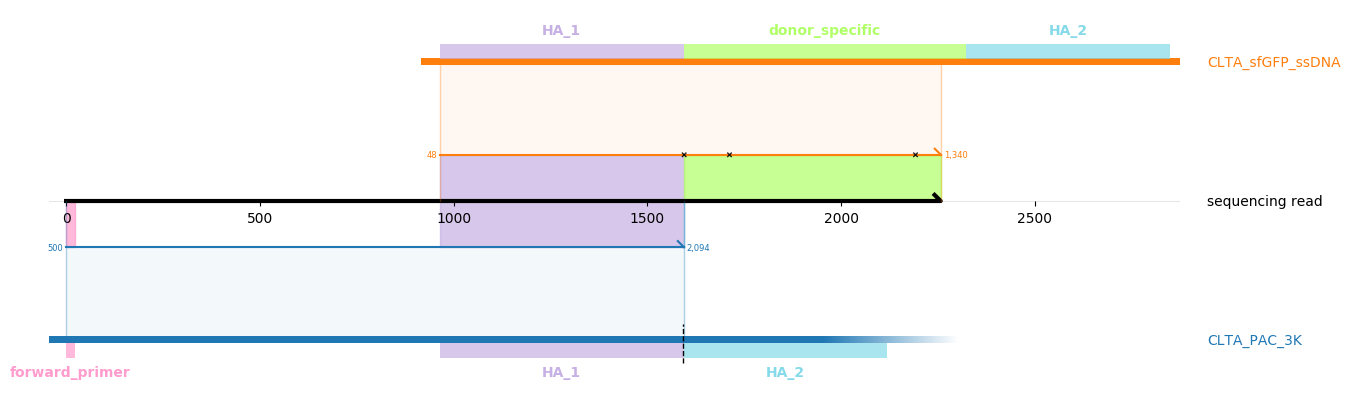 HA_1 donor_specific HA_2
CLTA_sfGFP_ssDNA
48 1,340
sequencing read
0 500 1000 1500 2000 2500
500 2,094
CLTA_PAC_3K
forward_primer HA_1 HA_2